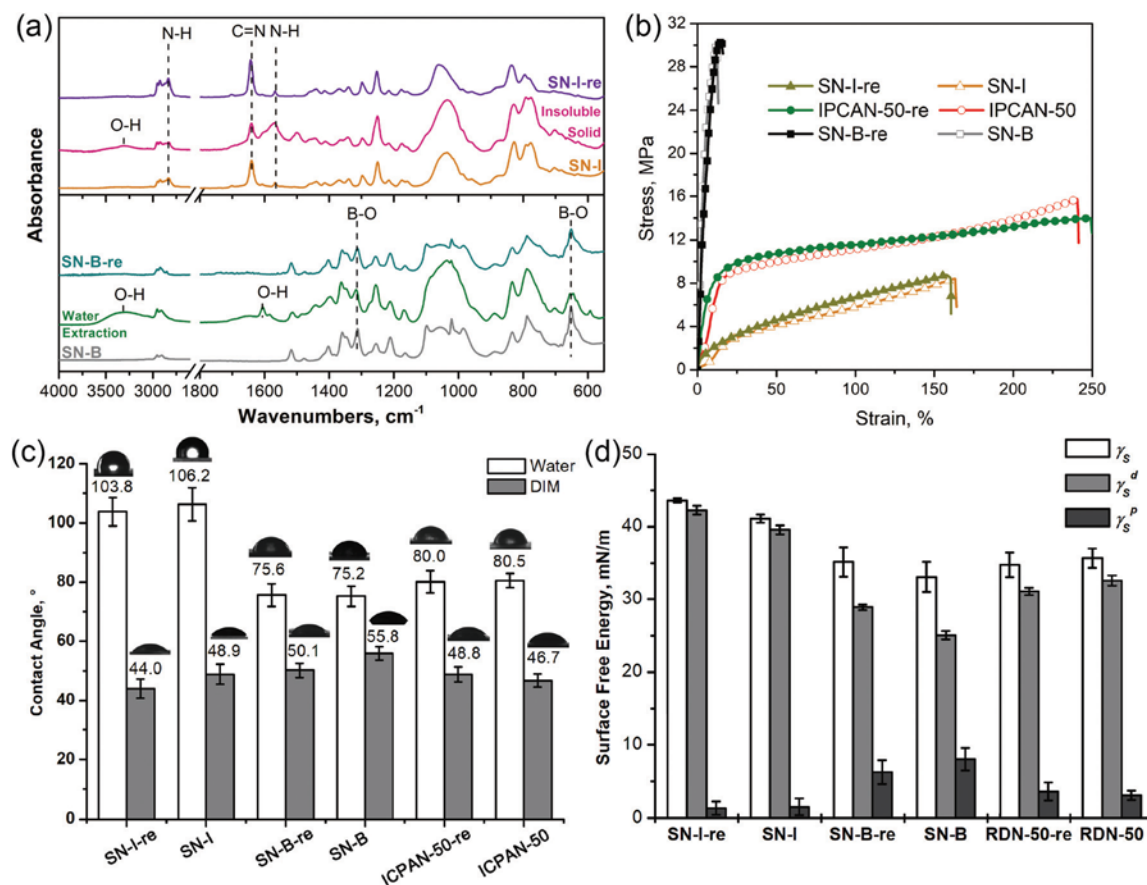 (a)
N-H
C=N
N-H
SN-I-re
O-H
Insoluble
Solid
SN-I
B-O
B-O
SN-B-re
O-H
O-H
Water
Extraction
SN-B
Absorbance
4000 3500 3000 1800 1600 1400 1200 1000 800 600
Wavenumbers, cm-1
(b)
32
28
24
20
16
12
8
4
0
Stress, MPa
SN-I-re SN-I
IPCAN-50-re IPCAN-50
SN-B-re SN-B
0 50 100 150 200 250
Strain, %
(c)
120
100
80
60
40
20
0
Contact Angle, °
Water
DIM
103.8 106.2 75.6 75.2 80.0 80.5
44.0 48.9 50.1 55.8 48.8 46.7
SN-I-re SN-I SN-B-re SN-B ICPAN-50-re ICPAN-50
(d)
50
40
30
20
10
0
Surface Free Energy, mN/m
γs
γs^d
γs^p
SN-I-re SN-I SN-B-re SN-B RDN-50-re RDN-50